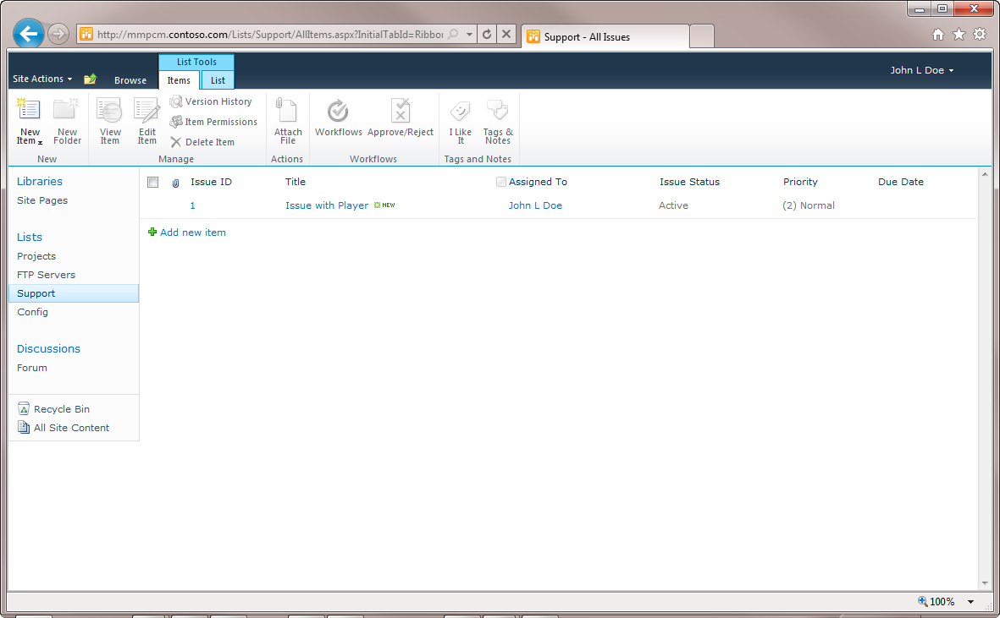 http://mmpcm.contoso.com/Lists/Support/AllItems.aspx?InitialTabId=Ribbo
Support - All Issues
List Tools
Site Actions
Browse
Items
List
John L Doe
New Item
New Folder
New
View Item
Edit Item
Version History
Item Permissions
Delete Item
Manage
Attach File
Actions
Workflows
Approve/Reject
Workflows
I Like It
Tags & Notes
Tags and Notes
Libraries
Site Pages
Lists
Projects
FTP Servers
Support
Config
Discussions
Forum
Recycle Bin
All Site Content
Issue ID Title Assigned To Issue Status Priority Due Date
1 Issue with Player NEW John L Doe Active (2) Normal
Add new item
100%